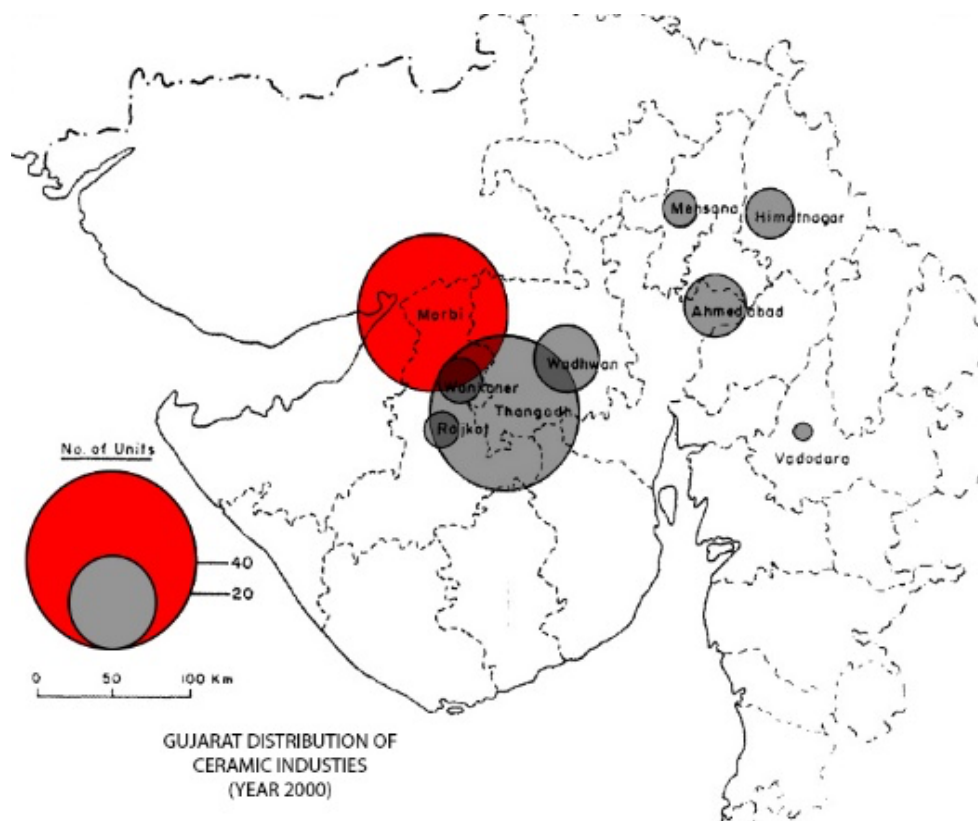 Mehsana
Himatnagar
Morbi
Ahmedabad
Wadhwan
Wankaner
Thangadh
Rajkot
Vadodara
No. of Units
40
20
0 50 100 Km
GUJARAT DISTRIBUTION OF
CERAMIC INDUSTIES
(YEAR 2000)